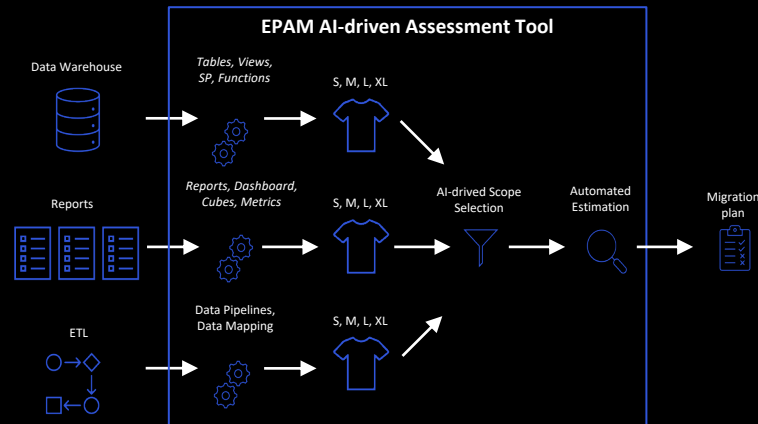 EPAM AI-driven Assessment Tool
Data Warehouse
Tables, Views,
SP, Functions
S, M, L, XL
Reports
Reports, Dashboard,
Cubes, Metrics
S, M, L, XL
AI-drived Scope
Selection
Automated
Estimation
Migration
plan
ETL
Data Pipelines,
Data Mapping
S, M, L, XL